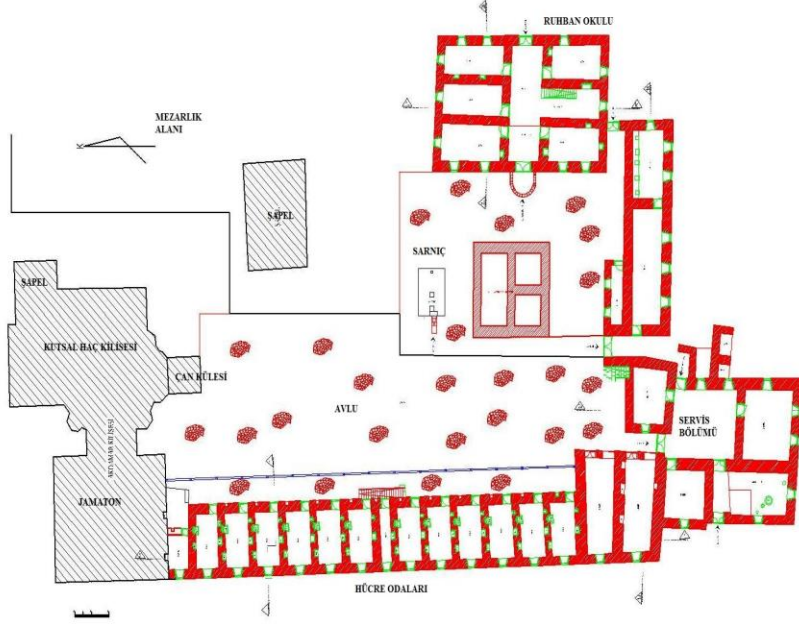 RUHBAN OKULU
MEZARLIK
ALANI
ŞAPEL
SARNIÇ
ŞAPEL
KUTSAL HAÇ KİLİSESİ
ÇAN KÜLESİ
AVLU
SERVİS
BÖLÜMÜ
JAMATON
HÜCRE ODALARI